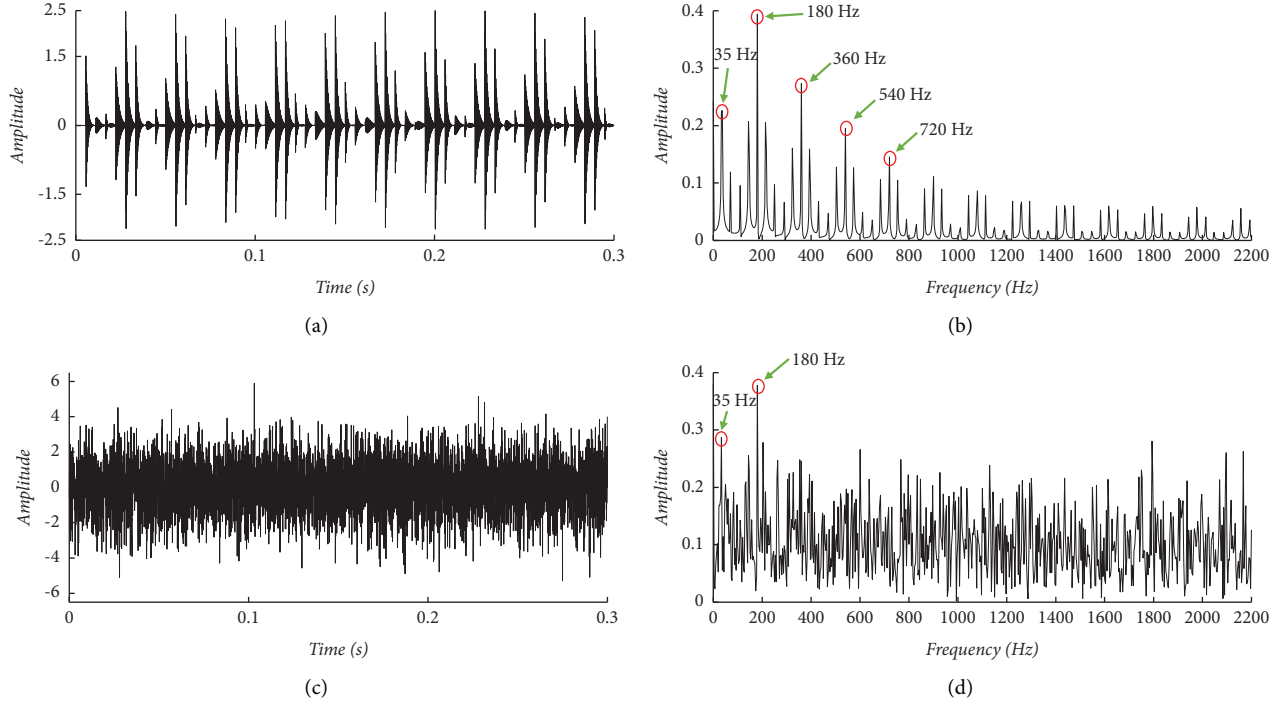 2.5
1.5
0
-1.5
-2.5
Amplitude
0
0.1
0.2
0.3
Time (s)
(a)
0.4
0.3
0.2
0.1
0
Amplitude
35 Hz
180 Hz
360 Hz
540 Hz
720 Hz
0 200 400 600 800 1000 1200 1400 1600 1800 2000 2200
Frequency (Hz)
(b)
6
4
2
0
-2
-4
-6
Amplitude
0
0.1
0.2
0.3
Time (s)
(c)
0.4
0.3
0.2
0.1
0
Amplitude
35 Hz
180 Hz
0 200 400 600 800 1000 1200 1400 1600 1800 2000 2200
Frequency (Hz)
(d)